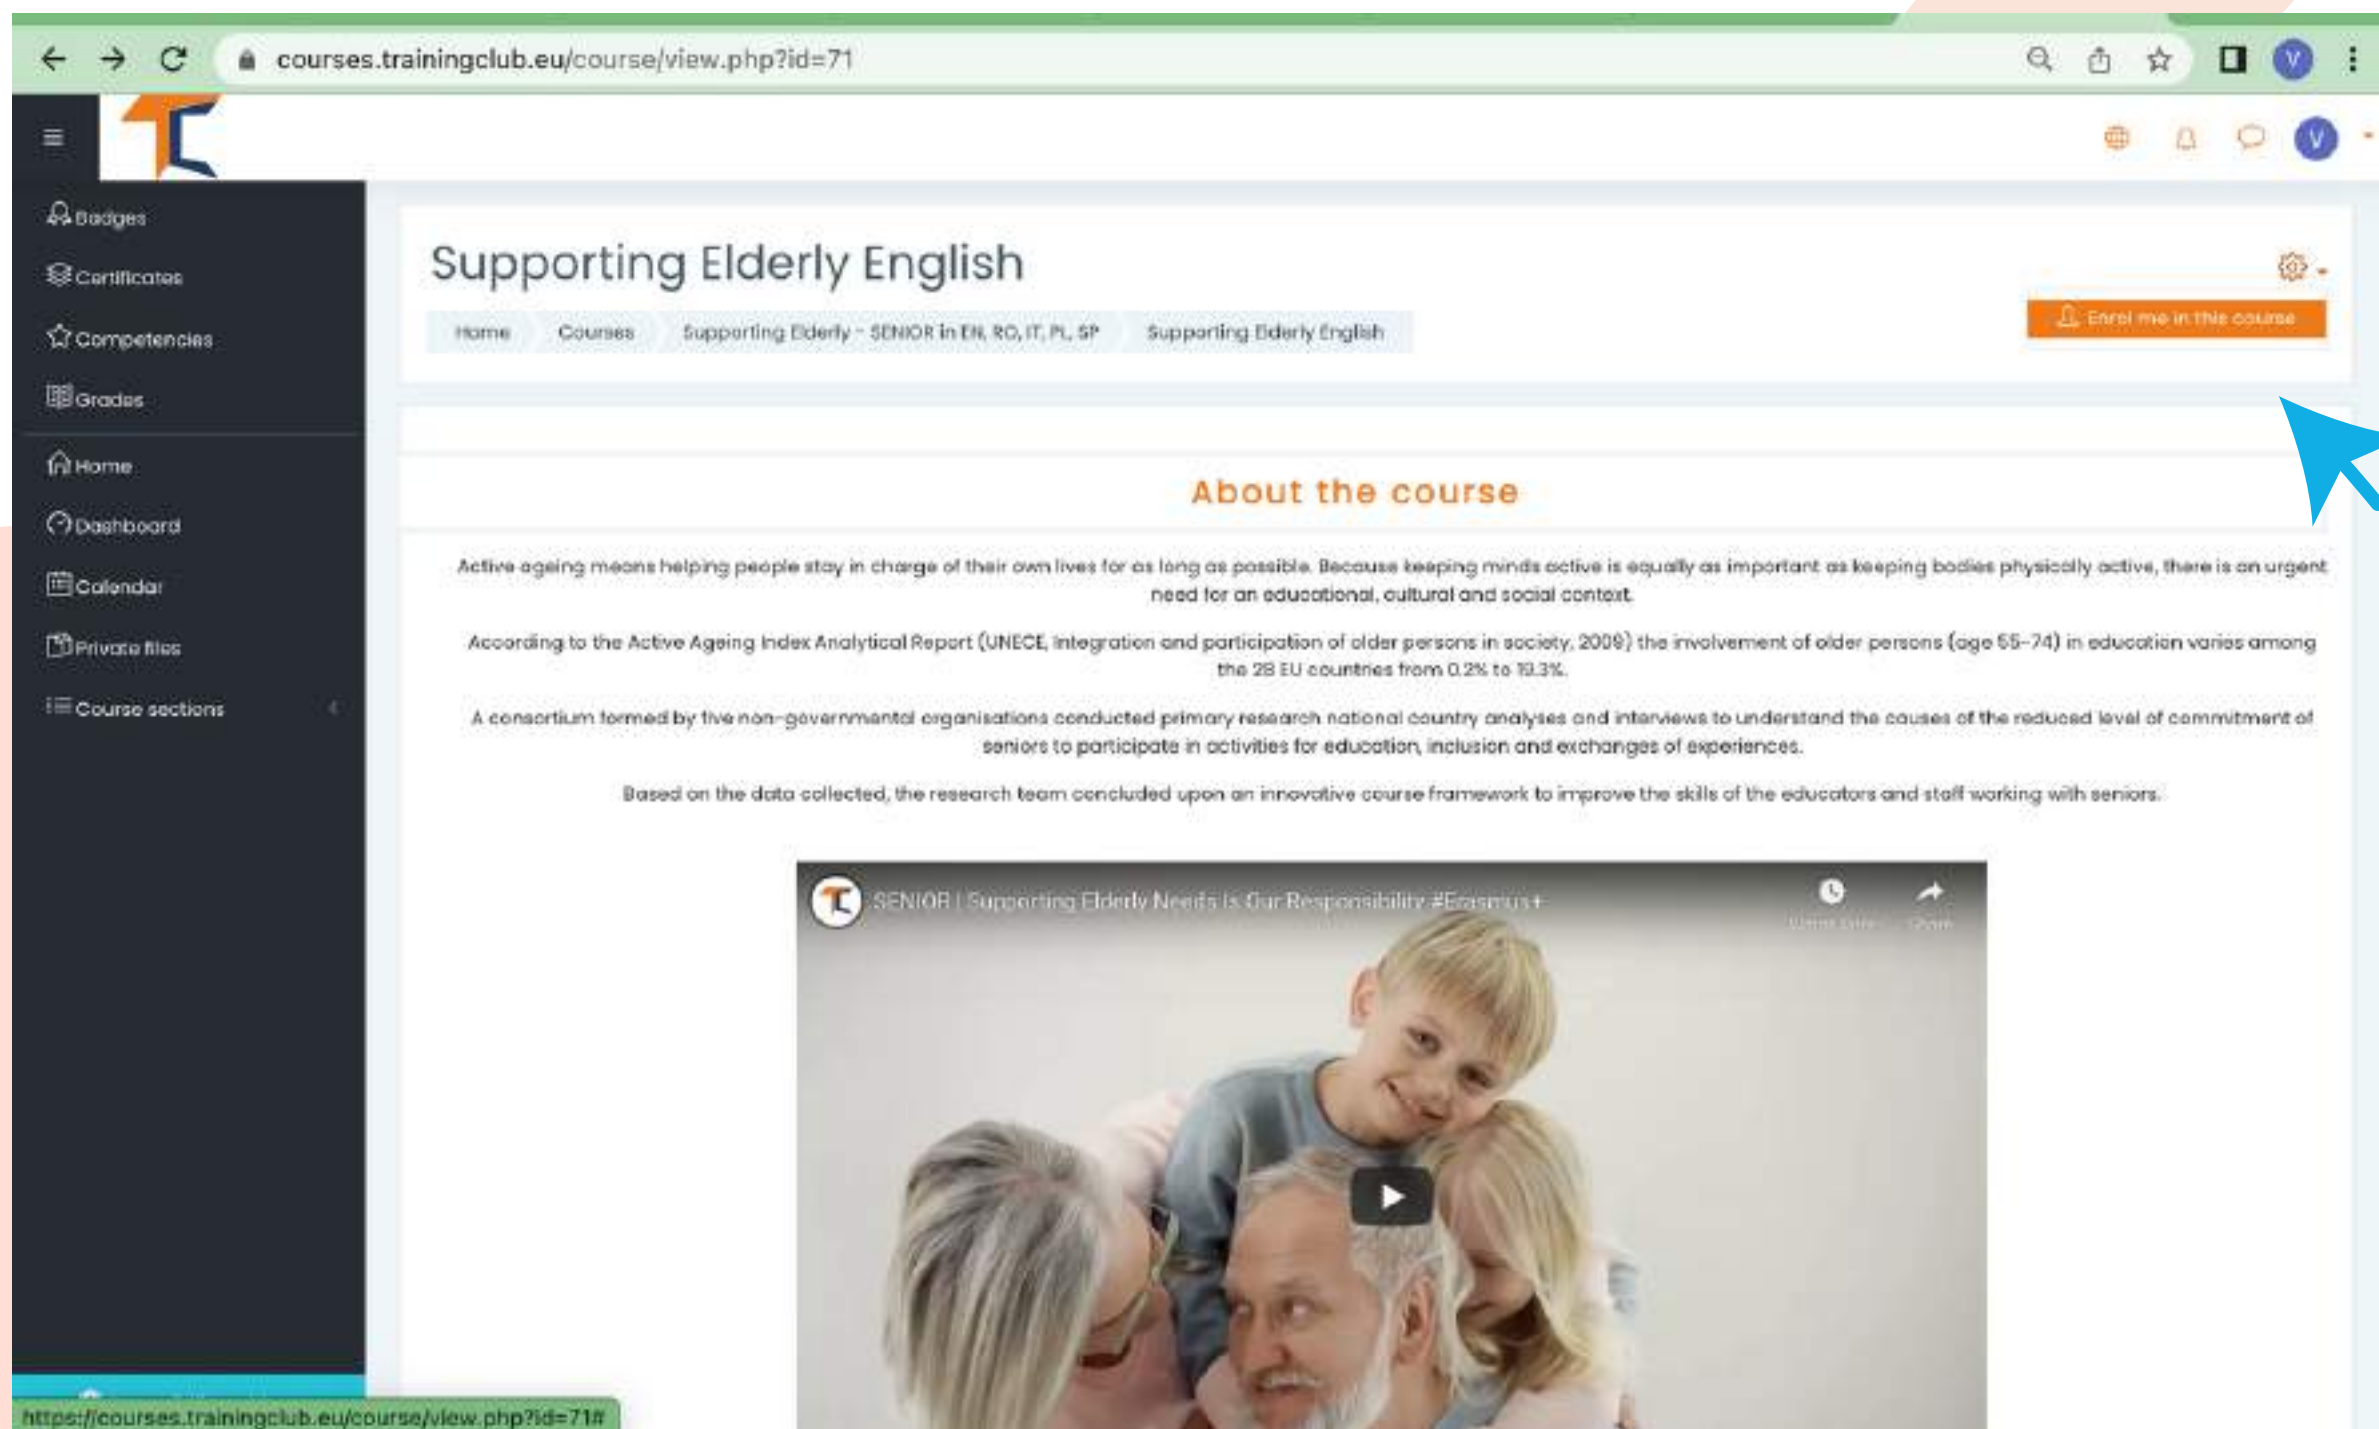 courses.trainingclub.eu/course/view.php?id=71
V
TC
V
Badges
Certificates
Competencies
Grades
Home
Dashboard
Calendar
Private files
Course sections
Supporting Elderly English
Home Courses Supporting Elderly - SENIOR in EN, RO, IT, PL, SP Supporting Elderly English
Enrol me in this course
About the course
Active ageing means helping people stay in charge of their own lives for as long as possible. Because keeping minds active is equally as important as keeping bodies physically active, there is an urgent
need for an educational, cultural and social context.
According to the Active Ageing Index Analytical Report (UNECE, Integration and participation of older persons in society, 2009) the involvement of older persons (age 55-74) in education varies among
the 28 EU countries from 0.2% to 19.3%.
A consortium formed by five non-governmental organisations conducted primary research national country analyses and interviews to understand the causes of the reduced level of commitment of
seniors to participate in activities for education, inclusion and exchanges of experiences.
Based on the data collected, the research team concluded upon an innovative course framework to improve the skills of the educators and staff working with seniors.
TC SENIOR | Supporting Elderly Needs Is Our Responsibility #Erasmus+
Watch later Share
https://courses.trainingclub.eu/course/view.php?id=71#